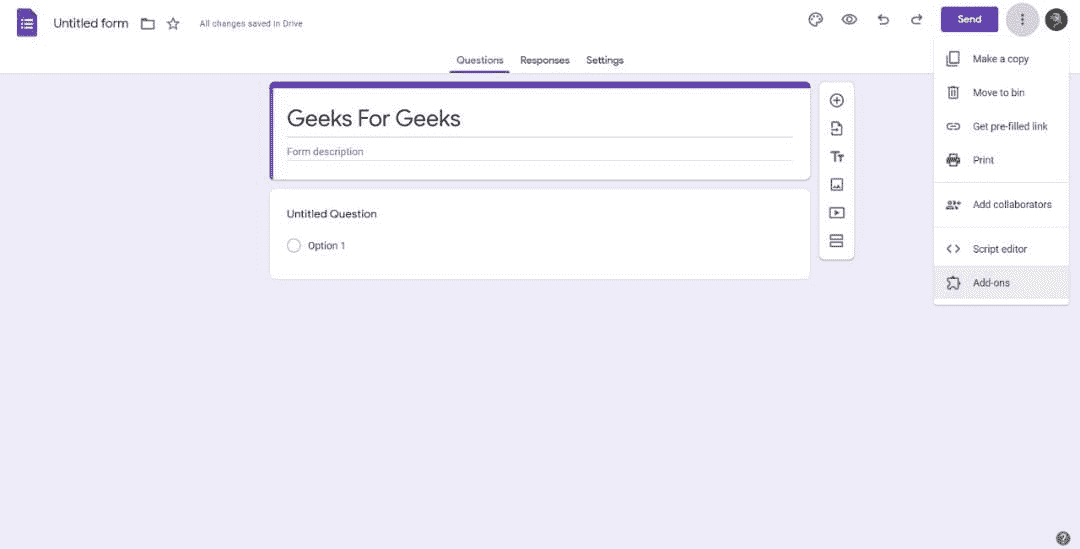 Untitled form
All changes saved in Drive
Send
Questions Responses Settings
Geeks For Geeks
Form description
Untitled Question
Option 1
Tт
Make a copy
Move to bin
Get pre-filled link
Print
Add collaborators
Script editor
Add-ons